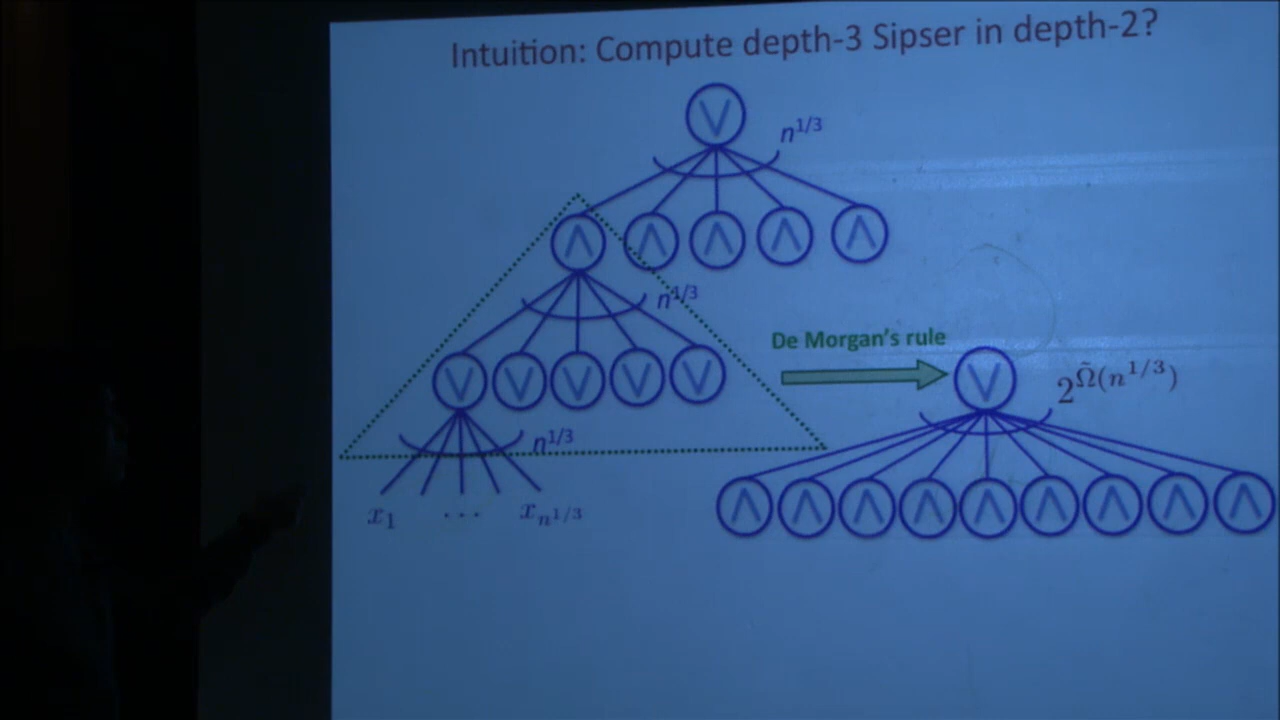 Intuition: Compute depth-3 Sipser in depth-2?
∨
n^{1/3}
∧ ∧ ∧ ∧ ∧
n^{1/3}
∨ ∨ ∨ ∨ ∨
De Morgan's rule
∨
2^{\tilde{Ω}(n^{1/3})}
n^{1/3}
x_1 ... x_{n^{1/3}}
∧ ∧ ∧ ∧ ∧ ∧ ∧ ∧ ∧